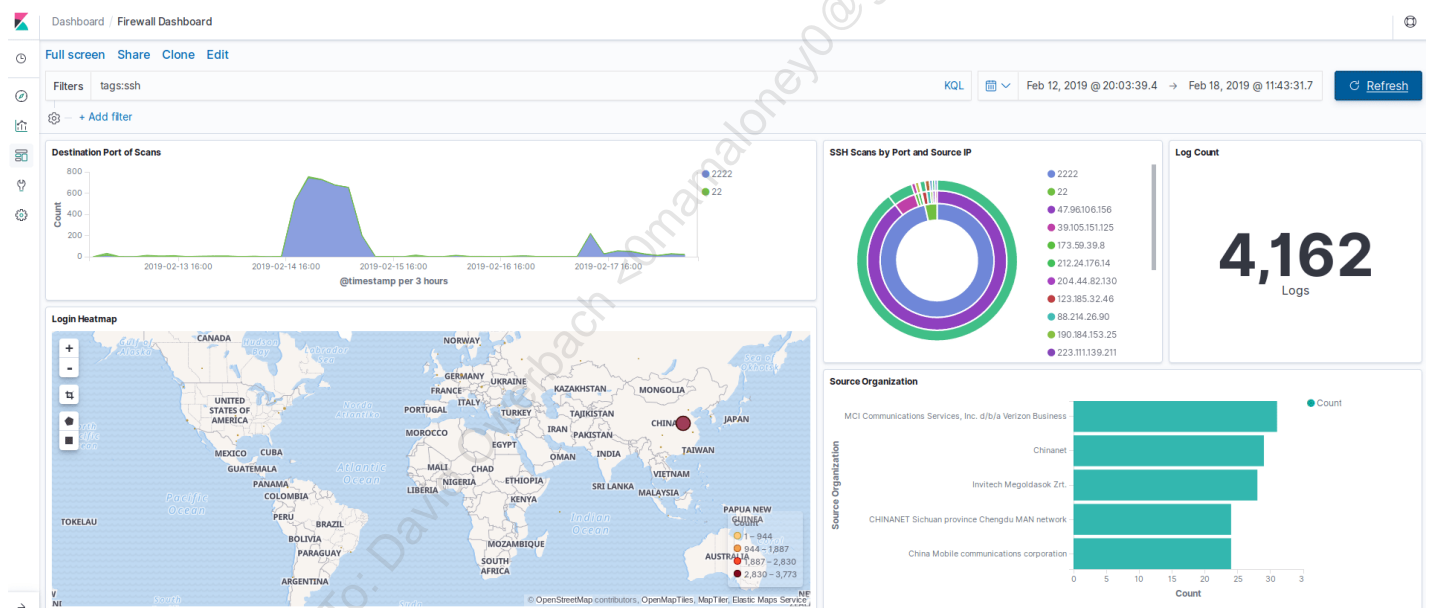 Dashboard / Firewall Dashboard
Full screen Share Clone Edit
Filters tags:ssh KQL Feb 12, 2019 @ 20:03:39.4 → Feb 18, 2019 @ 11:43:31.7 Refresh
+ Add filter
Destination Port of Scans
800
600
400
200
0
Count
2019-02-13 16:00 2019-02-14 16:00 2019-02-15 16:00 2019-02-16 16:00 2019-02-17 16:00
@timestamp per 3 hours
2222
22
SSH Scans by Port and Source IP
2222
22
47.96.106.156
39.105.151.125
173.59.39.8
212.24.176.14
204.44.82.130
123.185.32.46
88.214.26.90
190.184.153.25
223.111.139.211
Log Count
4,162
Logs
Login Heatmap
+
-
Gulf of Alaska
CANADA
Hudson Bay
Labrador Sea
NORWAY
GERMANY
UKRAINE
FRANCE
KAZAKHSTAN
MONGOLIA
UNITED STATES OF AMERICA
ITALY
PORTUGAL
TURKEY
TAJIKISTAN
CHINA
JAPAN
MOROCCO
IRAN
PAKISTAN
MEXICO
CUBA
EGYPT
OMAN
INDIA
TAIWAN
GUATEMALA
Atlantic Ocean
MALI
CHAD
VIETNAM
PANAMA
LIBERIA
NIGERIA
ETHIOPIA
SRI LANKA
MALAYSIA
COLOMBIA
KENYA
Pacific Ocean
TOKELAU
PERU
BRAZIL
Indian Ocean
PAPUA NEW GUINEA
BOLIVIA
MOZAMBIQUE
PARAGUAY
SOUTH AFRICA
AUSTRALIA
ARGENTINA
South
Count
1 – 944
944 – 1,887
1,887 – 2,830
2,830 – 3,773
© OpenStreetMap contributors, OpenMapTiles, MapTiler, Elastic Maps Service
Source Organization
Source Organization
MCI Communications Services, Inc. d/b/a Verizon Business
Chinanet
Invitech Megoldasok Zrt.
CHINANET Sichuan province Chengdu MAN network
China Mobile communications corporation
0 5 10 15 20 25 30 3
Count
Count